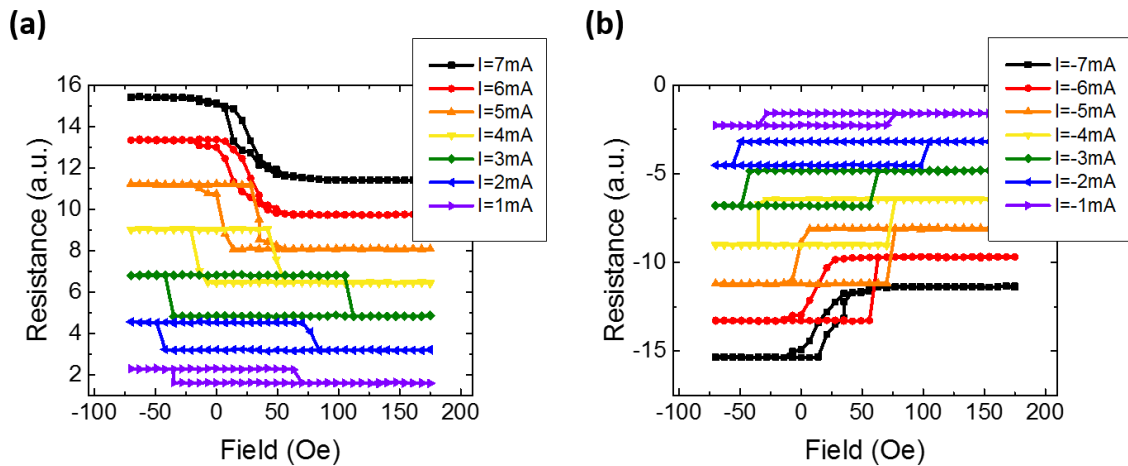 (a)
I=7mA
I=6mA
I=5mA
I=4mA
I=3mA
I=2mA
I=1mA
16
14
12
10
8
6
4
2
-100
-50
0
50
100
150
200
Resistance (a.u.)
Field (Oe)
(b)
I=-7mA
I=-6mA
I=-5mA
I=-4mA
I=-3mA
I=-2mA
I=-1mA
0
-5
-10
-15
-100
-50
0
50
100
150
200
Resistance (a.u.)
Field (Oe)